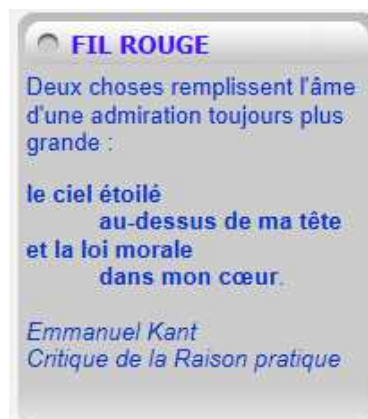 FIL ROUGE
Deux choses remplissent l'âme
d'une admiration toujours plus
grande :
le ciel étoilé
au-dessus de ma tête
et la loi morale
dans mon cœur.
Emmanuel Kant
Critique de la Raison pratique